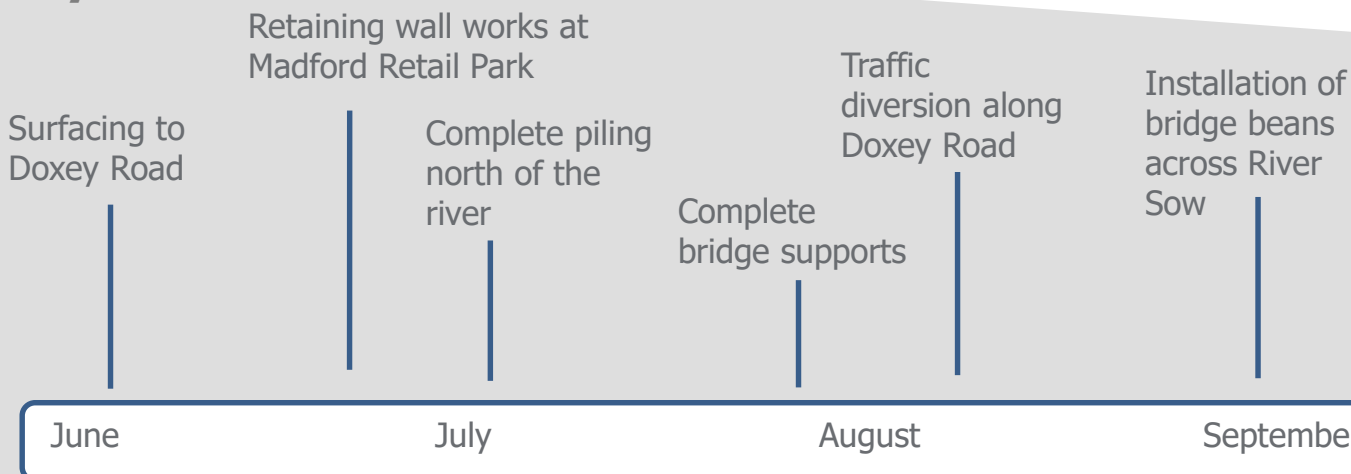 Surfacing to
Doxey Road
Retaining wall works at
Madford Retail Park
Complete piling
north of the
river
Complete
bridge supports
Traffic
diversion along
Doxey Road
Installation of
bridge beans
across River
Sow
June
July
August
Septembe